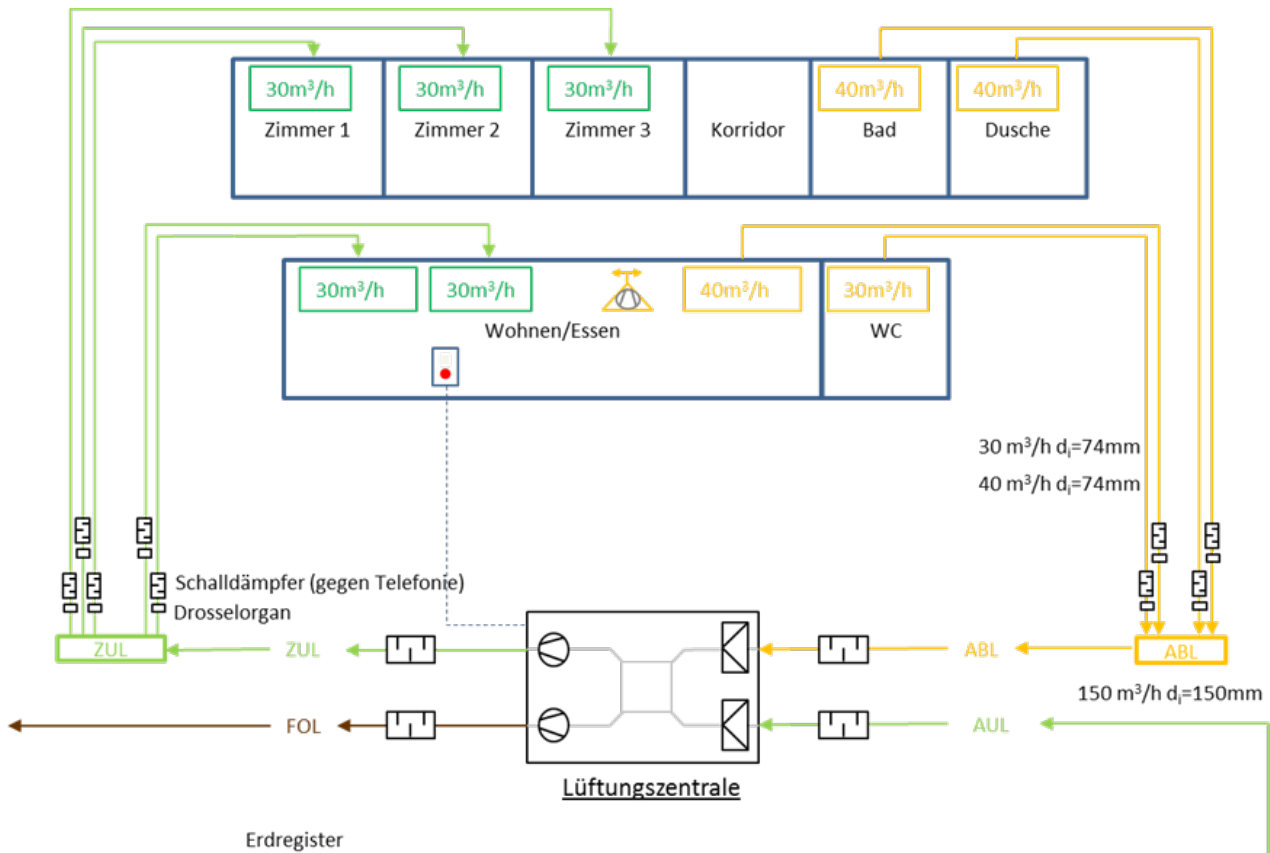 30m³/h
30m³/h
30m³/h
40m³/h
40m³/h
Zimmer 1
Zimmer 2
Zimmer 3
Korridor
Bad
Dusche
30m³/h
30m³/h
40m³/h
30m³/h
Wohnen/Essen
WC
30 m³/h dᵢ=74mm
40 m³/h dᵢ=74mm
Schalldämpfer (gegen Telefonie)
Drosselorgan
ZUL
ZUL
ABL
ABL
150 m³/h dᵢ=150mm
FOL
AUL
Lüftungszentrale
Erdregister